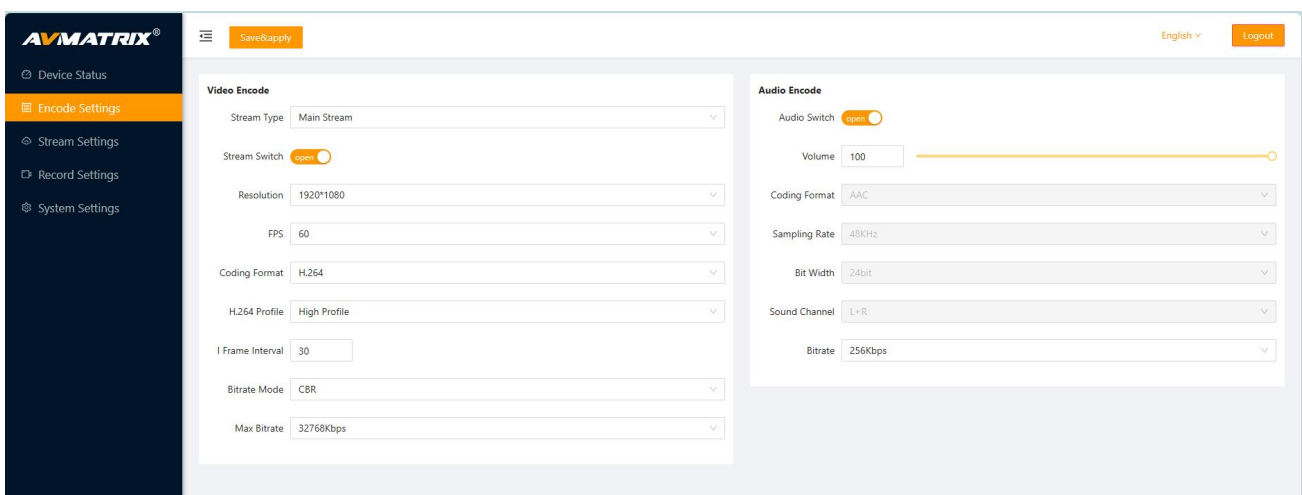 AVMATRIX®
Save&apply
English
Logout
Device Status
Encode Settings
Stream Settings
Record Settings
System Settings
Video Encode
Stream Type Main Stream
Stream Switch open
Resolution 1920*1080
FPS 60
Coding Format H.264
H.264 Profile High Profile
I Frame Interval 30
Bitrate Mode CBR
Max Bitrate 32768Kbps
Audio Encode
Audio Switch open
Volume 100
Coding Format AAC
Sampling Rate 48KHz
Bit Width 24bit
Sound Channel L+R
Bitrate 256Kbps